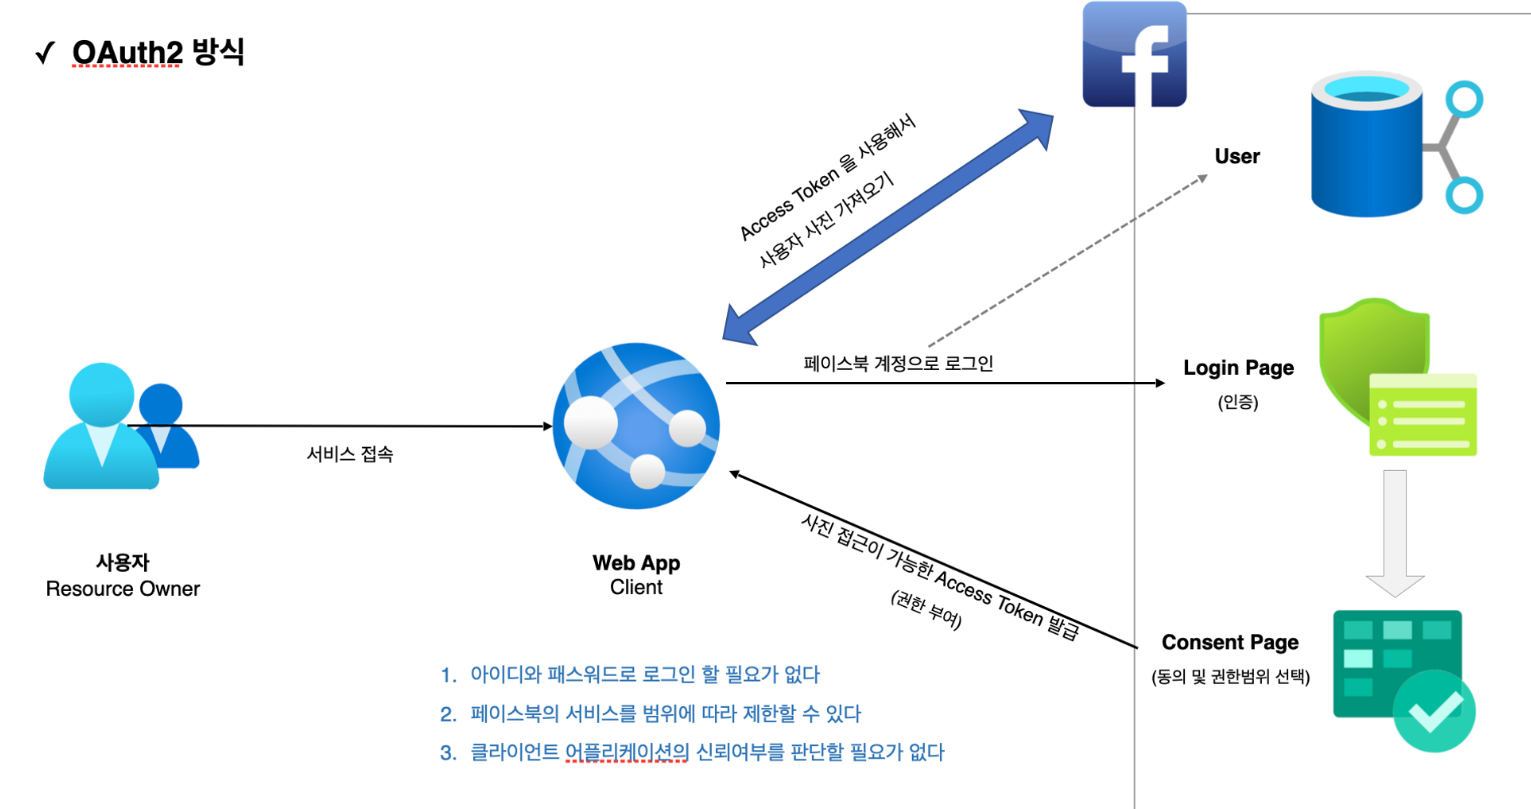 ✓ OAuth2 방식
f
Access Token 을 사용해서
사용자 사진 가져오기
User
페이스북 계정으로 로그인
Login Page
(인증)
서비스 접속
사용자
Resource Owner
Web App
Client
사진 접근이 가능한 Access Token 발급
(권한 부여)
Consent Page
(동의 및 권한범위 선택)
1. 아이디와 패스워드로 로그인 할 필요가 없다
2. 페이스북의 서비스를 범위에 따라 제한할 수 있다
3. 클라이언트 어플리케이션의 신뢰여부를 판단할 필요가 없다